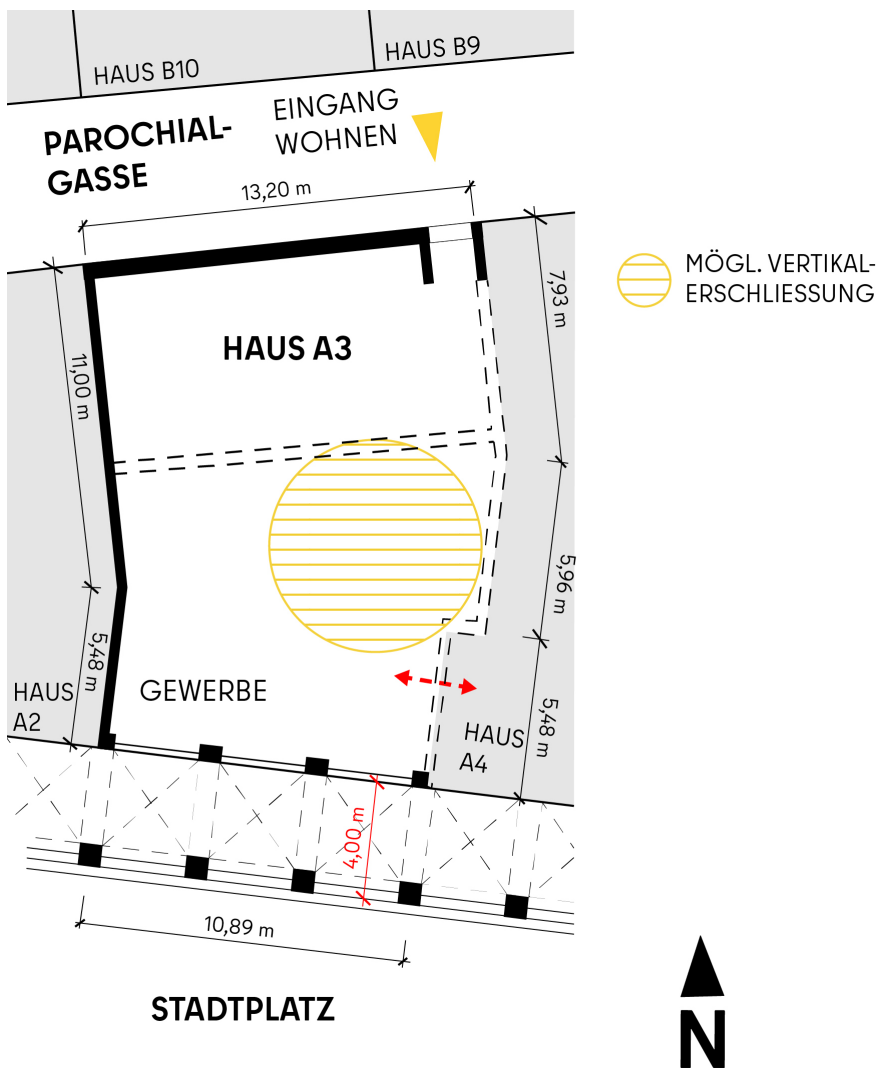 HAUS B10
HAUS B9
PAROCHIAL-
GASSE
EINGANG
WOHNEN
13,20 m
MÖGL. VERTIKAL-
ERSCHLIESSUNG
7,93 m
HAUS A3
11,00 m
5,96 m
5,48 m
GEWERBE
HAUS
A2
HAUS
A4
5,48 m
4,00 m
10,89 m
STADTPLATZ
N